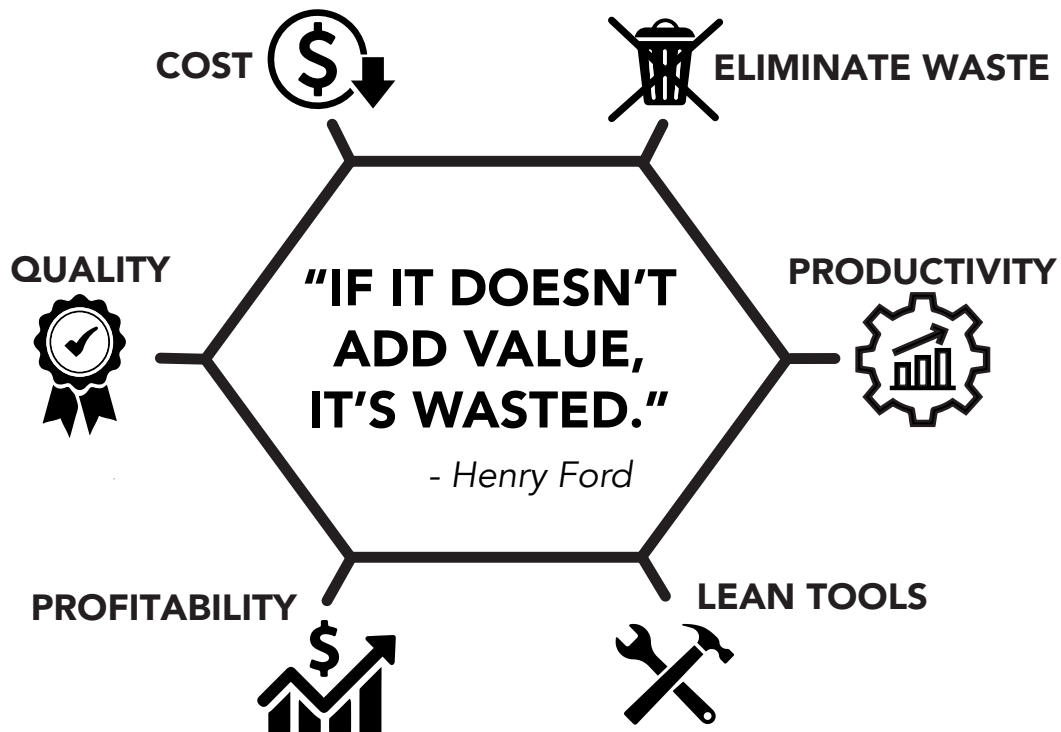 COST
ELIMINATE WASTE
QUALITY
PRODUCTIVITY
“IF IT DOESN’T
ADD VALUE,
IT’S WASTED.”
- Henry Ford
PROFITABILITY
LEAN TOOLS